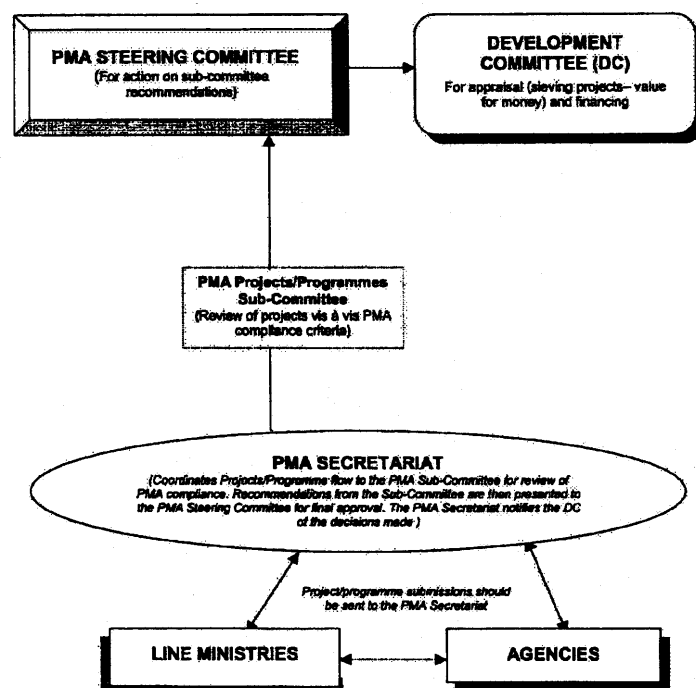 PMA STEERING COMMITTEE
(For action on sub-committee
recommendations)
DEVELOPMENT
COMMITTEE (DC)
For appraisal (sieving projects– value
for money) and financing
PMA Projects/Programmes
Sub-Committee
(Review of projects vis à vis PMA
compliance criteria)
PMA SECRETARIAT
(Coordinates Projects/Programme flow to the PMA Sub-Committee for review of
PMA compliance. Recommendations from the Sub-Committee are then presented to
the PMA Steering Committee for final approval. The PMA Secretariat notifies the DC
of the decisions made )
Project/programme submissions should
be sent to the PMA Secretariat
LINE MINISTRIES
AGENCIES